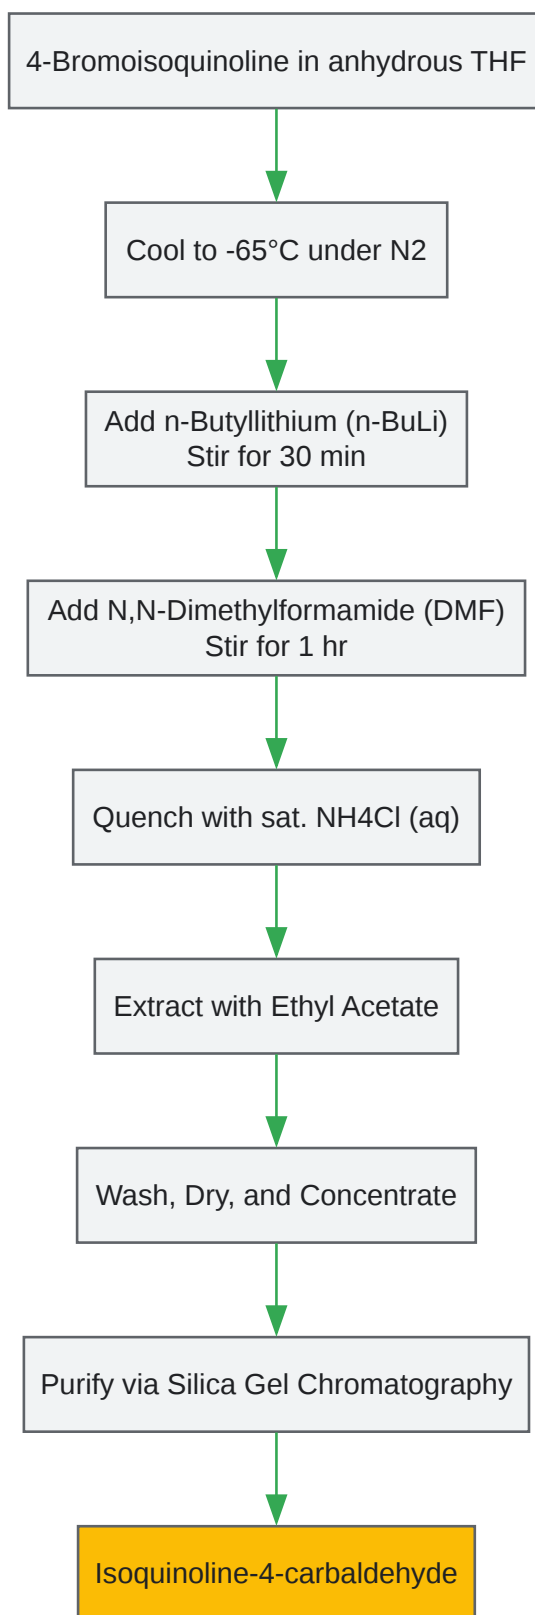 4-Bromoisoquinoline in anhydrous THF
Cool to -65°C under N2
Add n-Butyllithium (n-BuLi)
Stir for 30 min
Add N,N-Dimethylformamide (DMF)
Stir for 1 hr
Quench with sat. NH4Cl (aq)
Extract with Ethyl Acetate
Wash, Dry, and Concentrate
Purify via Silica Gel Chromatography
Isoquinoline-4-carbaldehyde